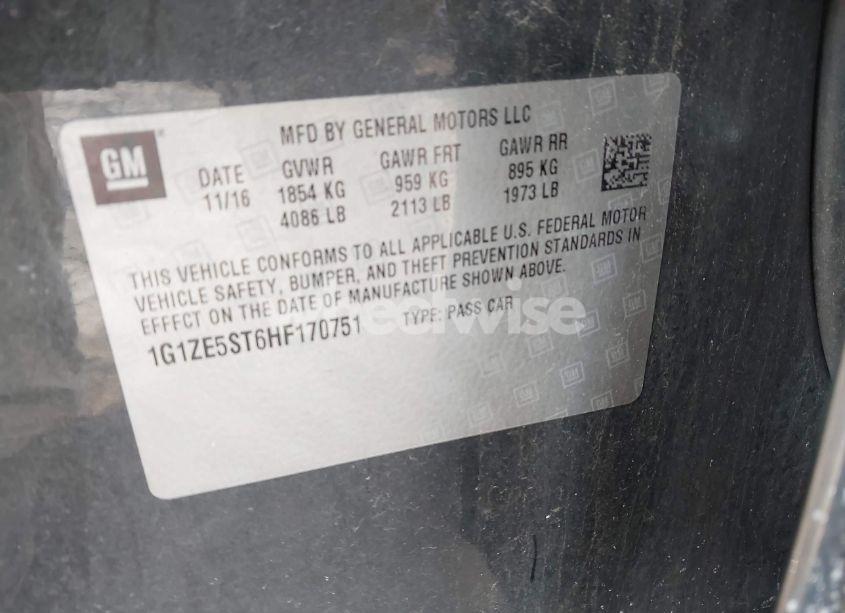 MFD BY GENERAL MOTORS LLC
GM
DATE GVWR GAWR FRT GAWR RR
11/16 1854 KG 959 KG 895 KG
4086 LB 2113 LB 1973 LB
THIS VEHICLE CONFORMS TO ALL APPLICABLE U.S. FEDERAL MOTOR
VEHICLE SAFETY, BUMPER, AND THEFT PREVENTION STANDARDS IN
EFFECT ON THE DATE OF MANUFACTURE SHOWN ABOVE.
1G1ZE5ST6HF170751 TYPE: PASS CAR